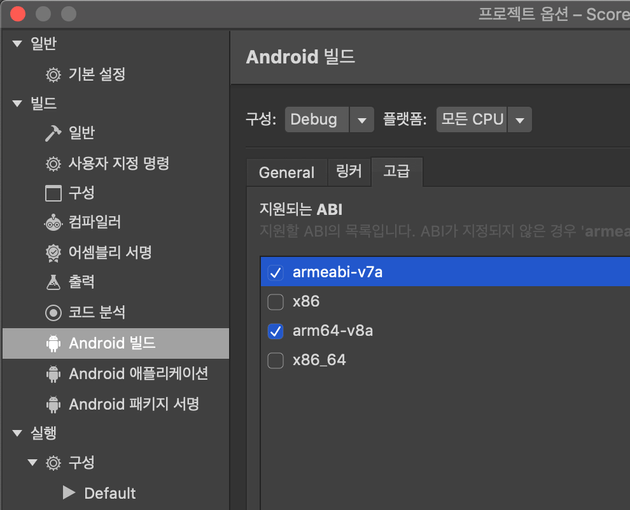 프로젝트 옵션 – Score
일반
기본 설정
빌드
일반
사용자 지정 명령
구성
컴파일러
어셈블리 서명
출력
코드 분석
Android 빌드
Android 애플리케이션
Android 패키지 서명
실행
구성
Default
Android 빌드
구성: Debug 플랫폼: 모든 CPU
General 링커 고급
지원되는 ABI
지원할 ABI의 목록입니다. ABI가 지정되지 않은 경우 'armea
armeabi-v7a
x86
arm64-v8a
x86_64